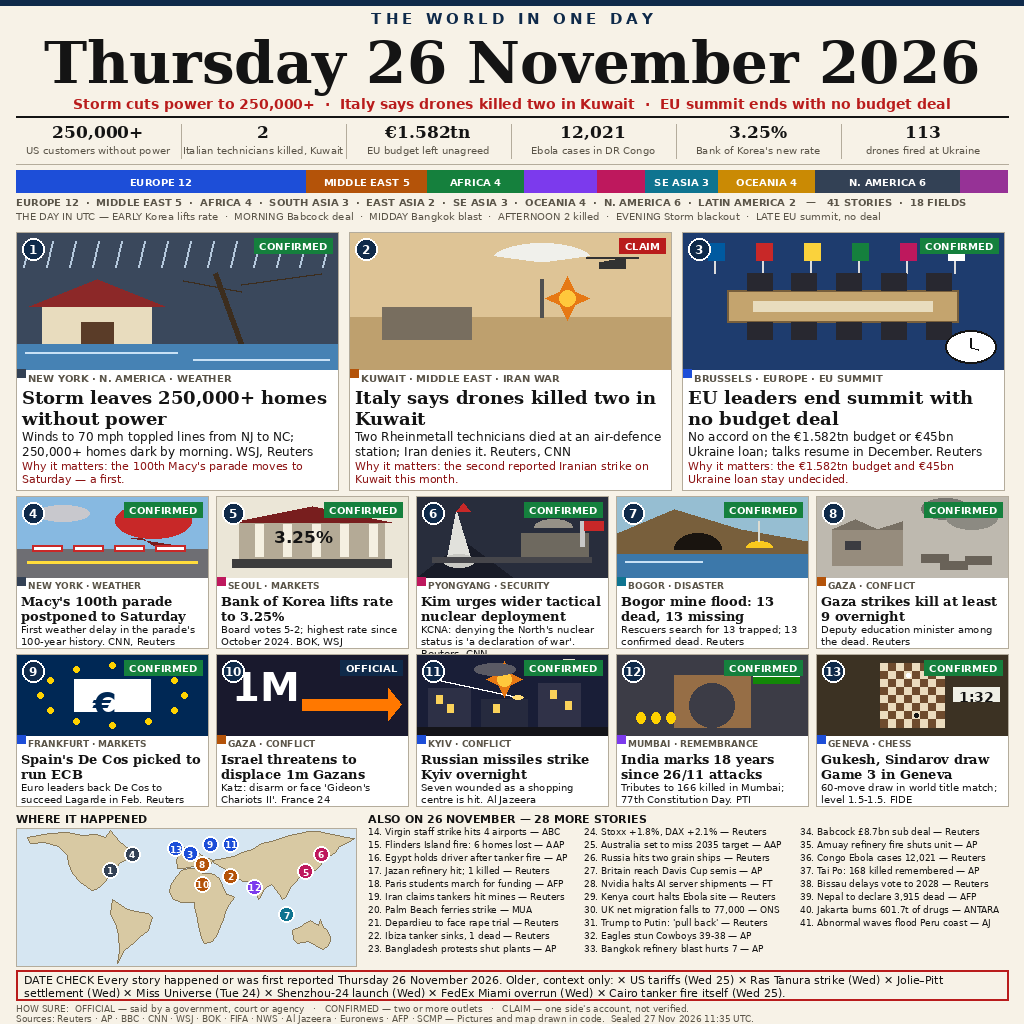 THE WORLD IN ONE DAY
Thursday 26 November 2026
Storm cuts power to 250,000+ · Italy says drones killed two in Kuwait · EU summit ends with no budget deal
250,000+
US customers without power
2
Italian technicians killed, Kuwait
€1.582tn
EU budget left unagreed
12,021
Ebola cases in DR Congo
3.25%
Bank of Korea's new rate
113
drones fired at Ukraine
EUROPE 12 MIDDLE EAST 5 AFRICA 4 SE ASIA 3 OCEANIA 4 N. AMERICA 6
EUROPE 12 · MIDDLE EAST 5 · AFRICA 4 · SOUTH ASIA 3 · EAST ASIA 2 · SE ASIA 3 · OCEANIA 4 · N. AMERICA 6 · LATIN AMERICA 2 — 41 STORIES · 18 FIELDS
THE DAY IN UTC — EARLY Korea lifts rate · MORNING Babcock deal · MIDDAY Bangkok blast · AFTERNOON 2 killed · EVENING Storm blackout · LATE EU summit, no deal
1
CONFIRMED
NEW YORK · N. AMERICA · WEATHER
Storm leaves 250,000+ homes
without power
Winds to 70 mph toppled lines from NJ to NC;
250,000+ homes dark by morning. WSJ, Reuters
Why it matters: the 100th Macy's parade moves to
Saturday — a first.
2
CLAIM
KUWAIT · MIDDLE EAST · IRAN WAR
Italy says drones killed two in
Kuwait
Two Rheinmetall technicians died at an air-defence
station; Iran denies it. Reuters, CNN
Why it matters: the second reported Iranian strike on
Kuwait this month.
3
CONFIRMED
BRUSSELS · EUROPE · EU SUMMIT
EU leaders end summit with
no budget deal
No accord on the €1.582tn budget or €45bn
Ukraine loan; talks resume in December. Reuters
Why it matters: the €1.582tn budget and €45bn
Ukraine loan stay undecided.
4
CONFIRMED
NEW YORK · WEATHER
Macy's 100th parade
postponed to Saturday
First weather delay in the parade's
100-year history. CNN, Reuters
5
CONFIRMED
3.25%
SEOUL · MARKETS
Bank of Korea lifts rate
to 3.25%
Board votes 5-2; highest rate since
October 2024. BOK, WSJ
6
CONFIRMED
PYONGYANG · SECURITY
Kim urges wider tactical
nuclear deployment
KCNA: denying the North's nuclear
status is 'a declaration of war'.
Reuters, CNN
7
CONFIRMED
BOGOR · DISASTER
Bogor mine flood: 13
dead, 13 missing
Rescuers search for 13 trapped; 13
confirmed dead. Reuters
8
CONFIRMED
GAZA · CONFLICT
Gaza strikes kill at least
9 overnight
Deputy education minister among
the dead. Reuters
9
CONFIRMED
€
FRANKFURT · MARKETS
Spain's De Cos picked to
run ECB
Euro leaders back De Cos to
succeed Lagarde in Feb. Reuters
10
OFFICIAL
1M
GAZA · CONFLICT
Israel threatens to
displace 1m Gazans
Katz: disarm or face 'Gideon's
Chariots II'. France 24
11
CONFIRMED
KYIV · CONFLICT
Russian missiles strike
Kyiv overnight
Seven wounded as a shopping
centre is hit. Al Jazeera
12
CONFIRMED
MUMBAI · REMEMBRANCE
India marks 18 years
since 26/11 attacks
Tributes to 166 killed in Mumbai;
77th Constitution Day. PTI
13
CONFIRMED
1:32
GENEVA · CHESS
Gukesh, Sindarov draw
Game 3 in Geneva
60-move draw in world title match;
level 1.5-1.5. FIDE
WHERE IT HAPPENED
1
4
13
3
9
11
8
10
2
12
6
5
7
ALSO ON 26 NOVEMBER — 28 MORE STORIES
14. Virgin staff strike hits 4 airports — ABC
15. Flinders Island fire: 6 homes lost — AAP
16. Egypt holds driver after tanker fire — AP
17. Jazan refinery hit; 1 killed — Reuters
18. Paris students march for funding — AFP
19. Iran claims tankers hit mines — Reuters
20. Palm Beach ferries strike — MUA
21. Depardieu to face rape trial — Reuters
22. Ibiza tanker sinks, 1 dead — Reuters
23. Bangladesh protests shut plants — AP
24. Stoxx +1.8%, DAX +2.1% — Reuters
25. Australia set to miss 2035 target — AAP
26. Russia hits two grain ships — Reuters
27. Britain reach Davis Cup semis — AP
28. Nvidia halts AI server shipments — FT
29. Kenya court halts Ebola site — Reuters
30. UK net migration falls to 77,000 — ONS
31. Trump to Putin: 'pull back' — Reuters
32. Eagles stun Cowboys 39-38 — AP
33. Bangkok refinery blast hurts 7 — AP
34. Babcock £8.7bn sub deal — Reuters
35. Amuay refinery fire shuts unit — AP
36. Congo Ebola cases 12,021 — Reuters
37. Tai Po: 168 killed remembered — AP
38. Bissau delays vote to 2028 — Reuters
39. Nepal to declare 3,915 dead — AFP
40. Jakarta burns 601.7t of drugs — ANTARA
41. Abnormal waves flood Peru coast — AJ
DATE CHECK Every story happened or was first reported Thursday 26 November 2026. Older, context only: × US tariffs (Wed 25) × Ras Tanura strike (Wed) × Jolie–Pitt
settlement (Wed) × Miss Universe (Tue 24) × Shenzhou-24 launch (Wed) × FedEx Miami overrun (Wed) × Cairo tanker fire itself (Wed 25).
HOW SURE: OFFICIAL — said by a government, court or agency · CONFIRMED — two or more outlets · CLAIM — one side's account, not verified.
Sources: Reuters · AP · BBC · CNN · WSJ · BOK · FIFA · NWS · Al Jazeera · Euronews · AFP · SCMP — Pictures and map drawn in code. Sealed 27 Nov 2026 11:35 UTC.